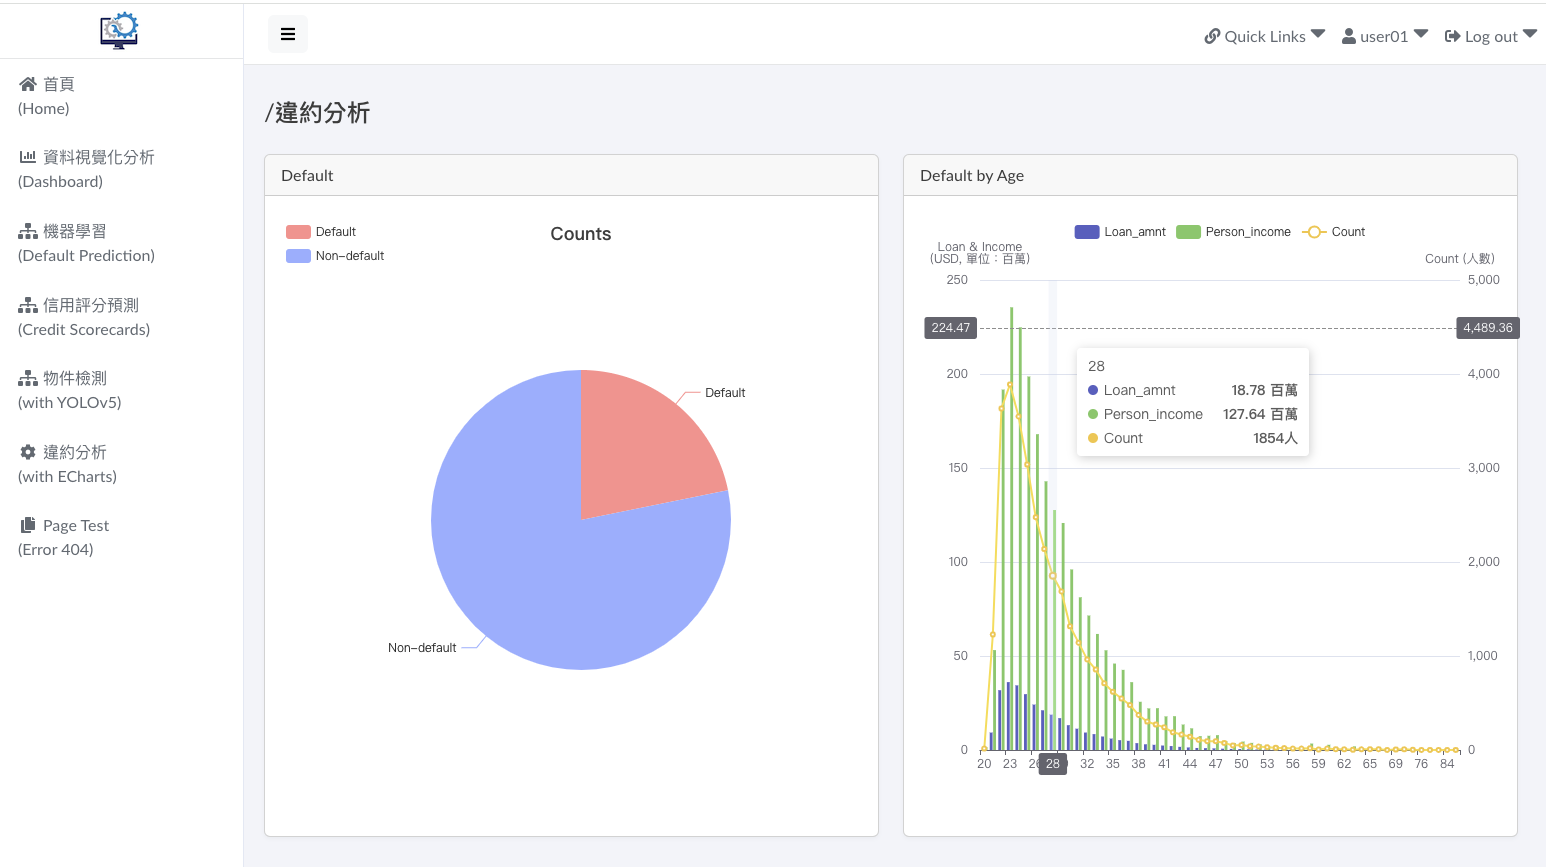 Quick Links
user01
Log out
首頁
(Home)
資料視覺化分析
(Dashboard)
機器學習
(Default Prediction)
信用評分預測
(Credit Scorecards)
物件檢測
(with YOLOv5)
違約分析
(with ECharts)
Page Test
(Error 404)
/違約分析
Default
Default
Non-default
Counts
Default
Non-default
Default by Age
Loan_amnt
Person_income
Count
Loan & Income
(USD, 單位：百萬)
Count (人數)
250
5,000
224.47
4,489.36
200
4,000
28
Loan_amnt 18.78 百萬
Person_income 127.64 百萬
Count 1854人
150
3,000
100
2,000
50
1,000
0
0
20 23 28 32 35 38 41 44 47 50 53 56 59 62 65 69 76 84